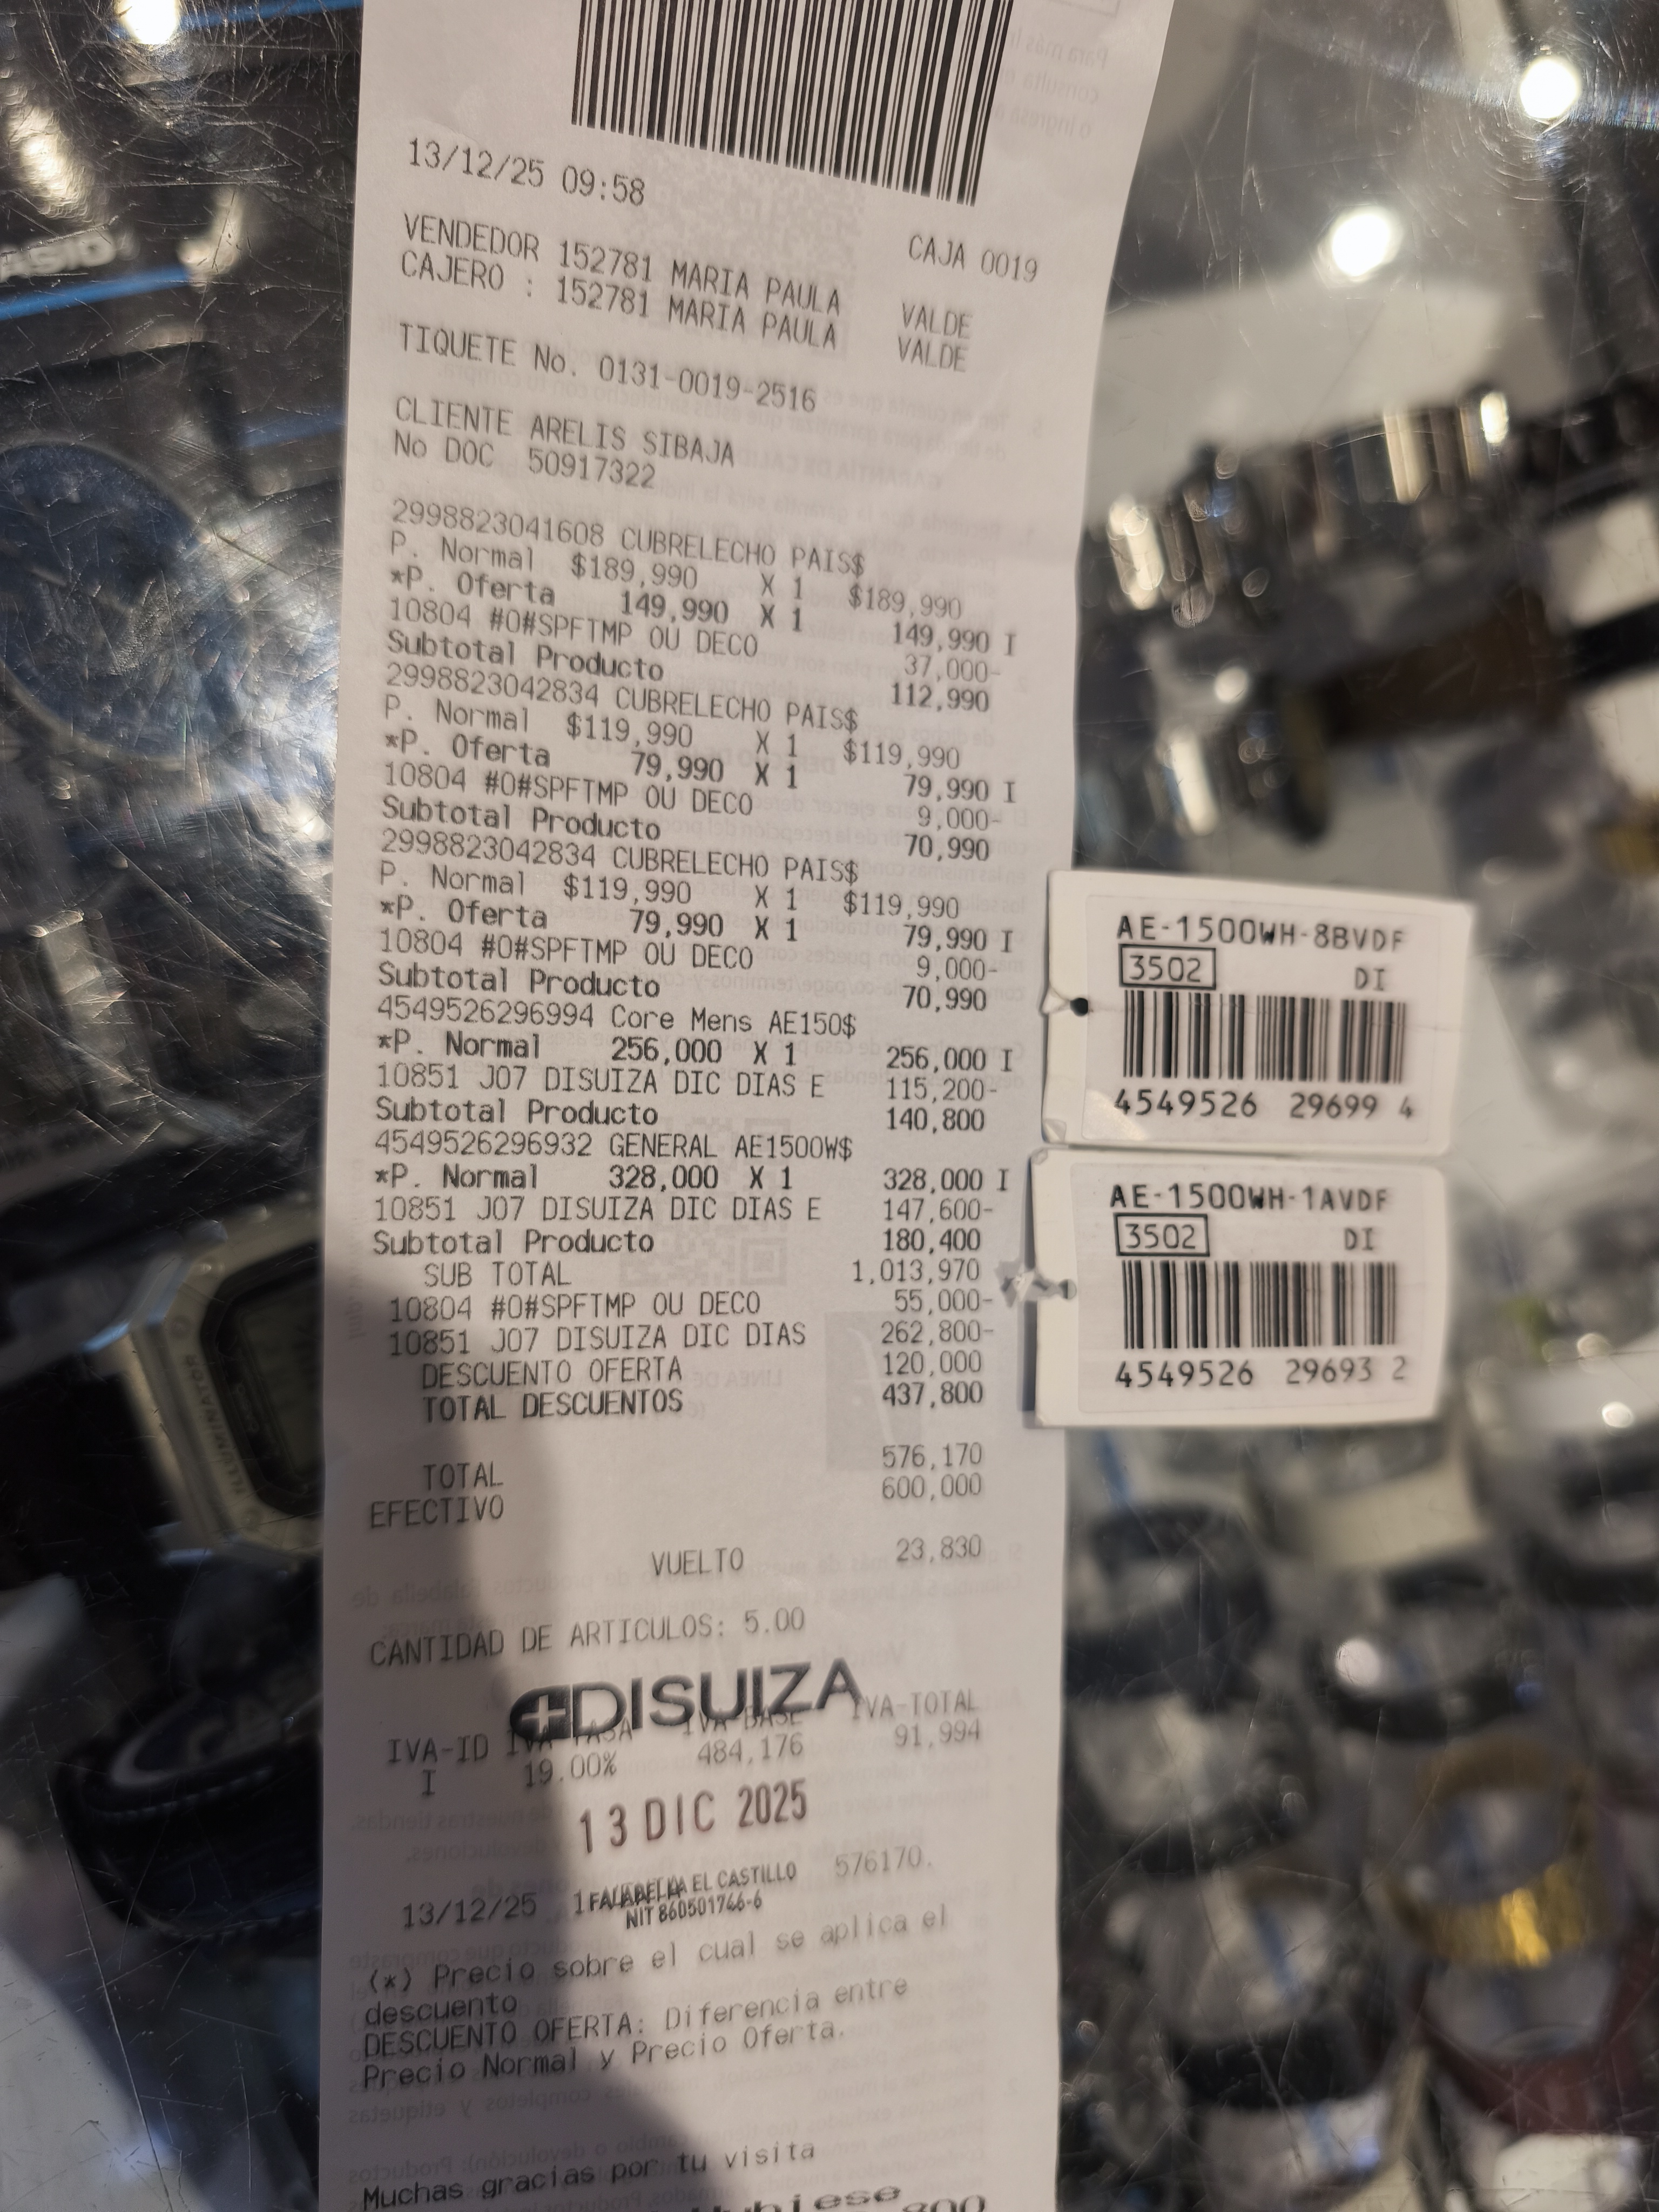 13/12/25 09:58
CAJA 0019
VENDEDOR 152781 MARIA PAULA VALDE
CAJERO : 152781 MARIA PAULA VALDE
TIQUETE No. 0131-0019-2516
CLIENTE ARELIS SIBAJA
No DOC 50917322
2998823041608 CUBRELECHO PAIS$
P. Normal $189,990 X 1 $189,990
*P. Oferta 149,990 X 1 149,990 I
10804 #0#SPFTMP OU DECO 37,000-
Subtotal Producto 112,990
2998823042834 CUBRELECHO PAIS$
P. Normal $119,990 X 1 $119,990
*P. Oferta 79,990 X 1 79,990 I
10804 #0#SPFTMP OU DECO 9,000-
Subtotal Producto 70,990
2998823042834 CUBRELECHO PAIS$
P. Normal $119,990 X 1 $119,990
*P. Oferta 79,990 X 1 79,990 I
10804 #0#SPFTMP OU DECO 9,000-
Subtotal Producto 70,990
4549526296994 Core Mens AE150$
*P. Normal 256,000 X 1 256,000 I
10851 J07 DISUIZA DIC DIAS E 115,200-
Subtotal Producto 140,800
4549526296932 GENERAL AE1500W$
*P. Normal 328,000 X 1 328,000 I
10851 J07 DISUIZA DIC DIAS E 147,600-
Subtotal Producto 180,400
SUB TOTAL 1,013,970
10804 #0#SPFTMP OU DECO 55,000-
10851 J07 DISUIZA DIC DIAS 262,800-
DESCUENTO OFERTA 120,000
TOTAL DESCUENTOS 437,800
TOTAL 576,170
EFECTIVO 600,000
VUELTO 23,830
CANTIDAD DE ARTICULOS: 5.00
DISUIZA
IVA-ID IVA-TASA IVA-BASE IVA-TOTAL
I 19.00% 484,176 91,994
13 DIC 2025
13/12/25 576170.
FALABELLA EL CASTILLO
NIT 860501766-6
(*) Precio sobre el cual se aplica el
descuento
DESCUENTO OFERTA: Diferencia entre
Precio Normal y Precio Oferta.
Muchas gracias por tu visita
AE-1500WH-8BVDF
3502 DI
4549526 29699 4
AE-1500WH-1AVDF
3502 DI
4549526 29693 2
ILLUMINATOR